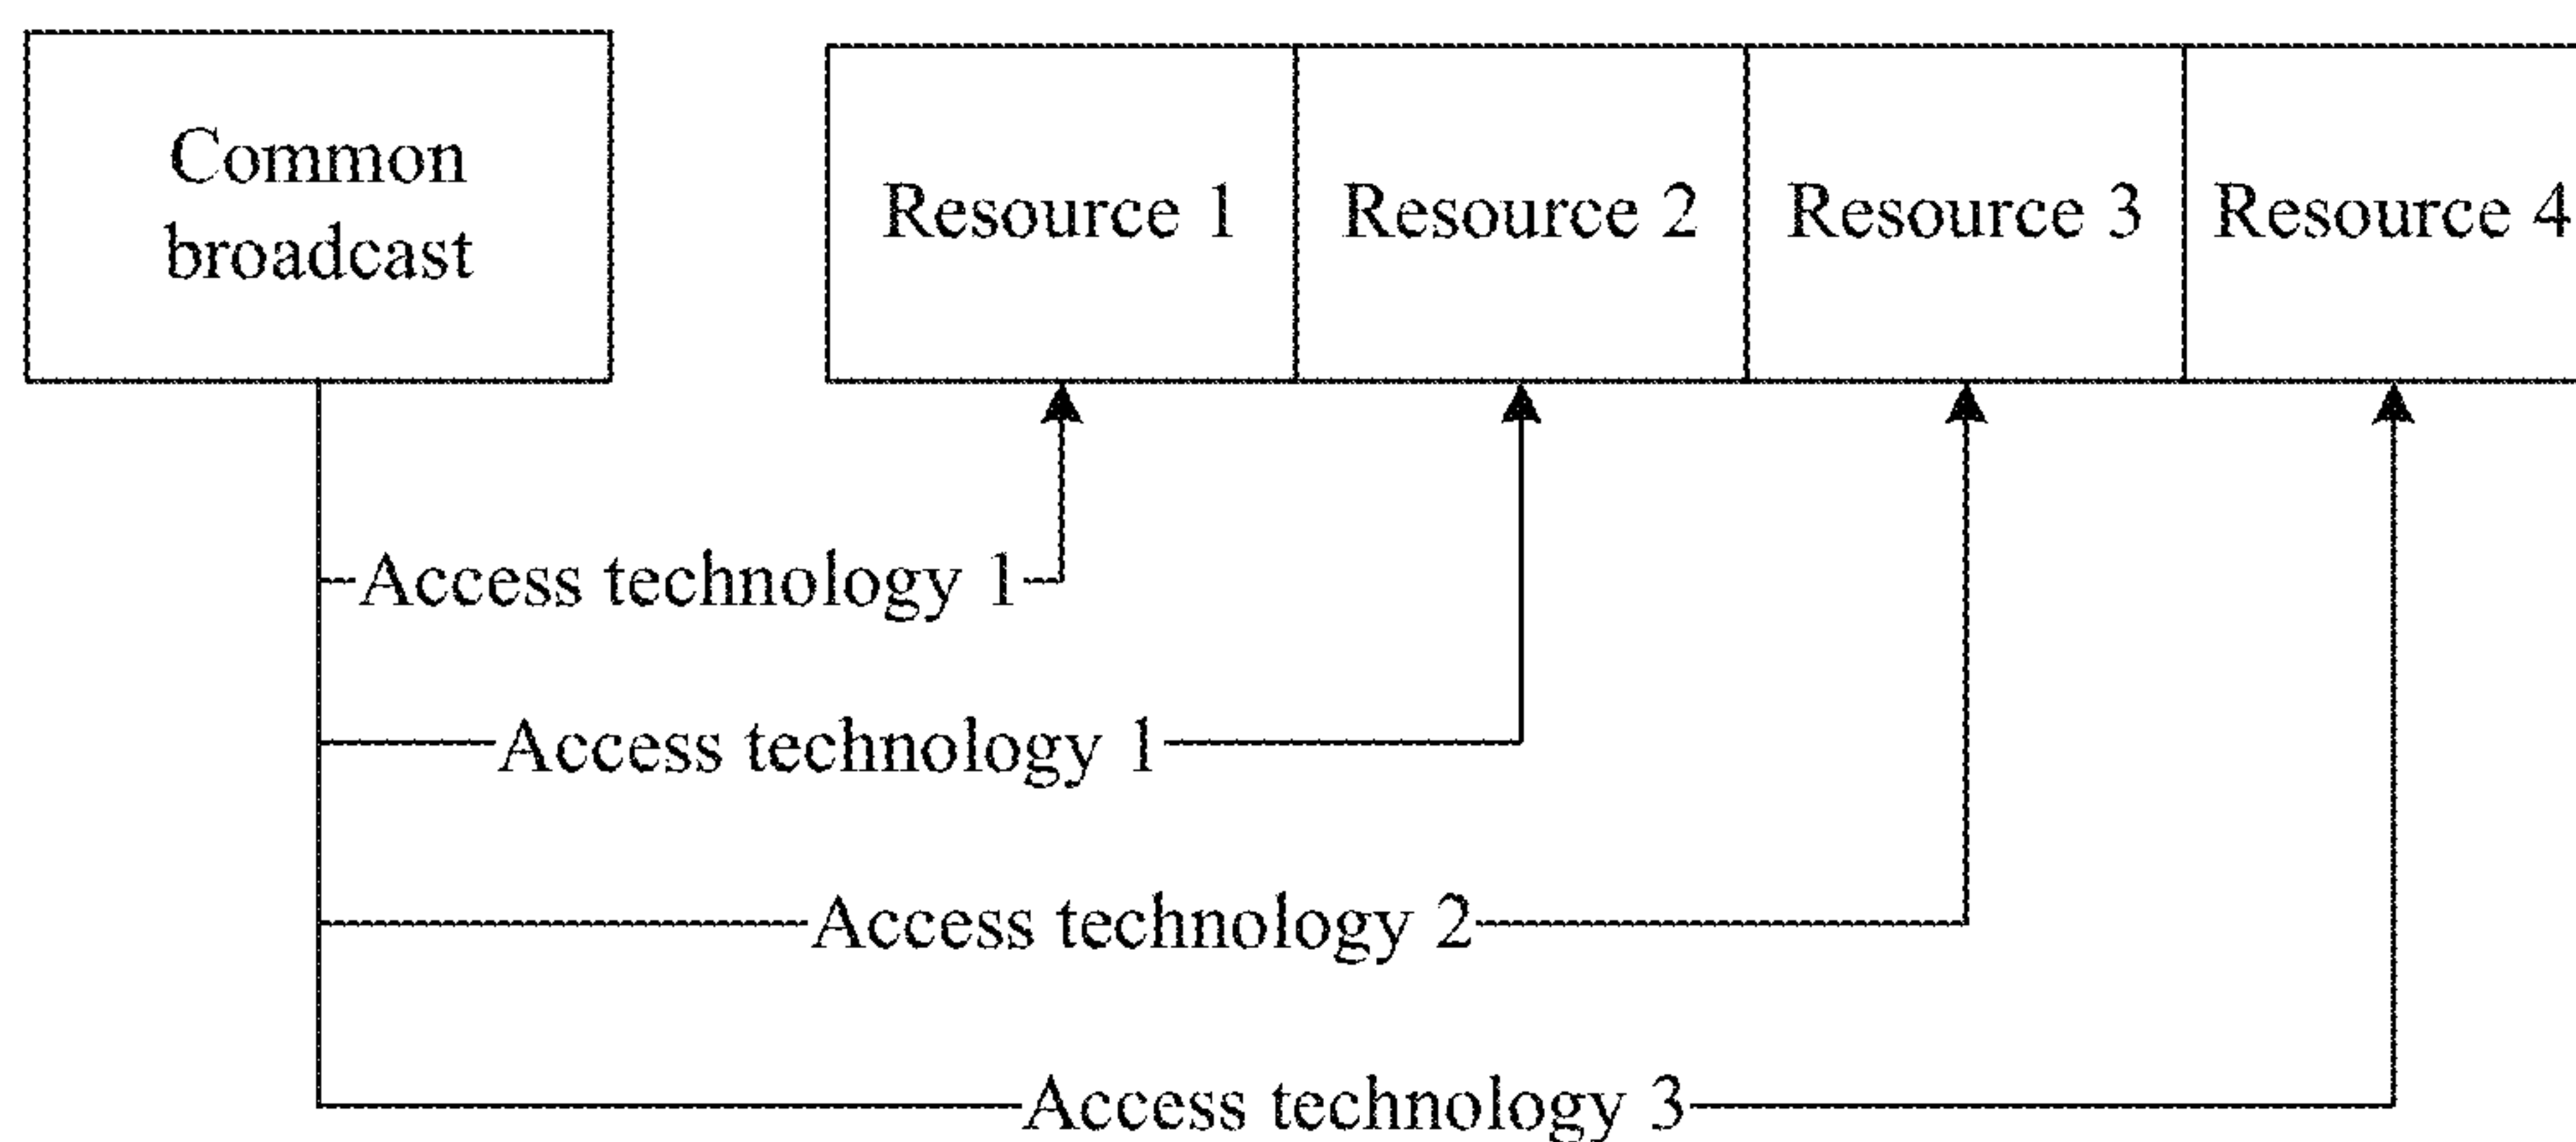 Common
broadcast
Resource 1
Resource 2
Resource 3
Resource 4
Access technology 1
Access technology 1
Access technology 2
Access technology 3